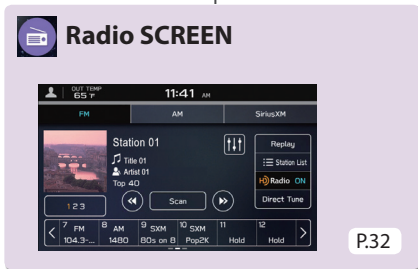 Radio SCREEN
OUT TEMP
65 °F
11:41 AM
FM AM SiriusXM
Station 01
Title 01
Artist 01
Top 40
Replay
Station List
HD Radio ON
Direct Tune
1 2 3
Scan
7 FM 104.3-...
8 AM 1480
9 SXM 80s on 8
10 SXM Pop2K
11 Hold
12 Hold
P.32